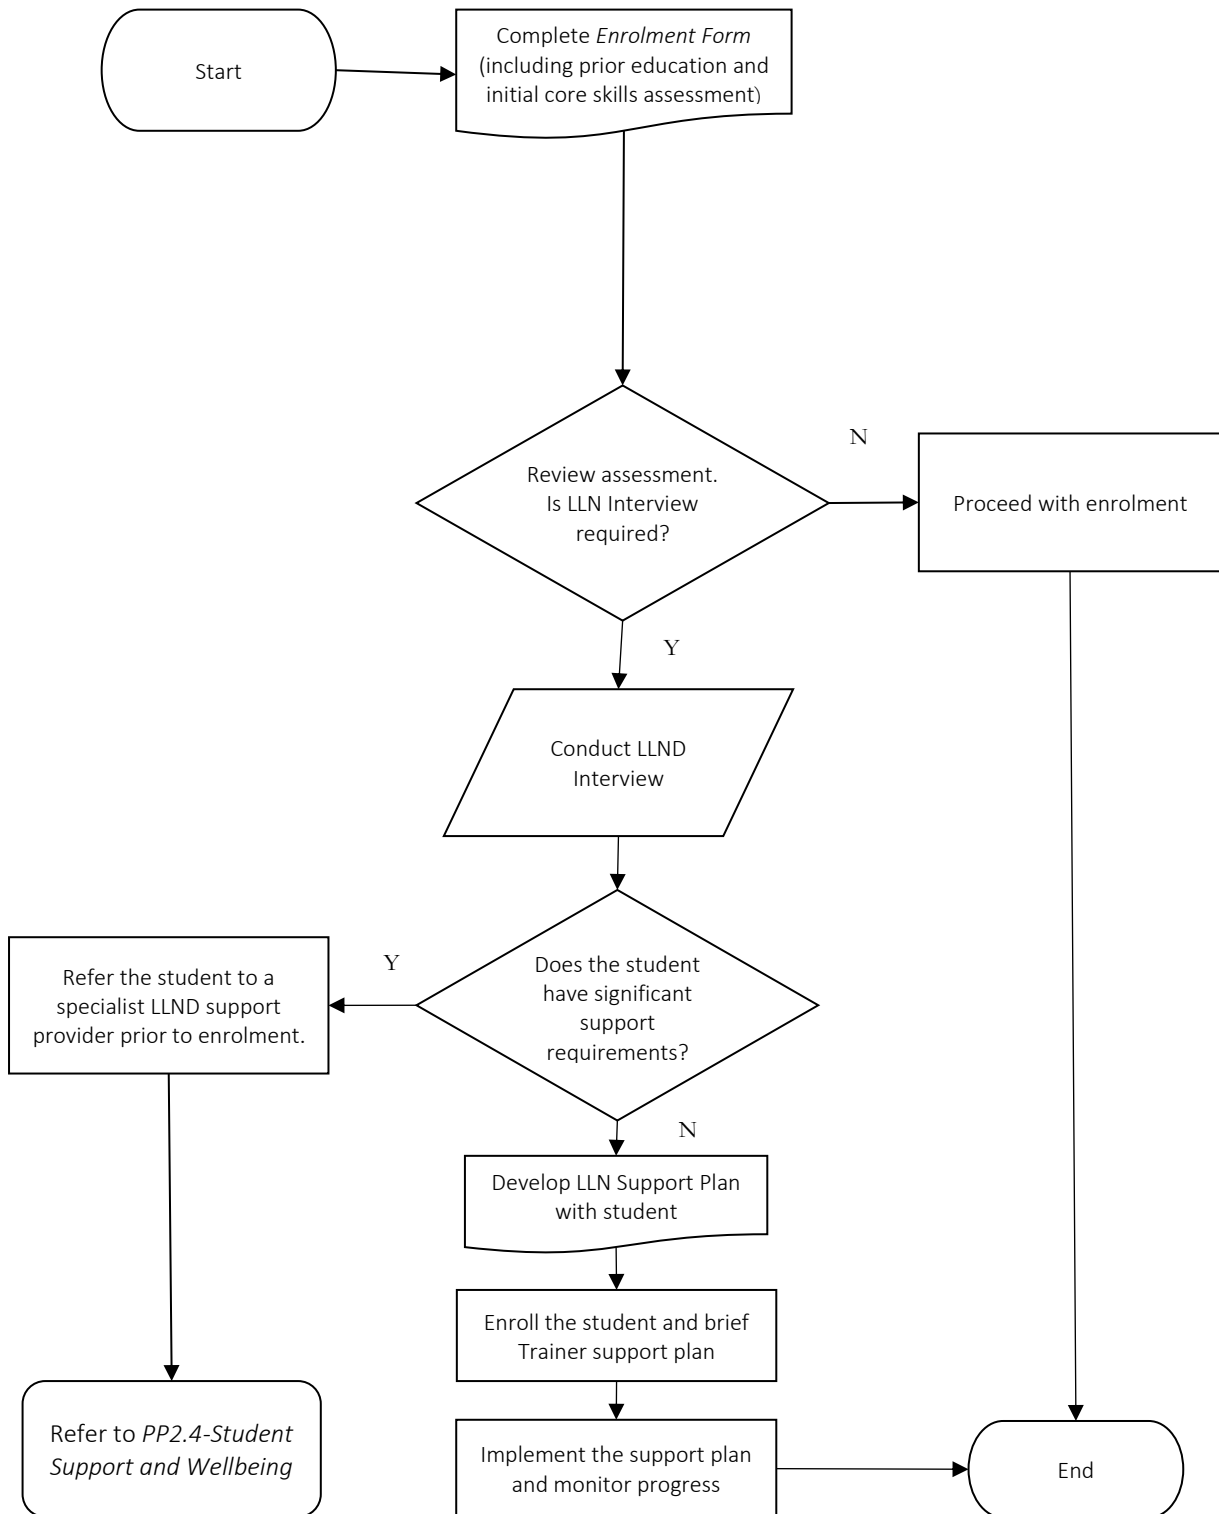 Start
Complete Enrolment Form
(including prior education and
initial core skills assessment)
Review assessment.
Is LLN Interview
required?
N
Proceed with enrolment
Y
Conduct LLND
Interview
Does the student
have significant
support
requirements?
Y
Refer the student to a
specialist LLND support
provider prior to enrolment.
N
Develop LLN Support Plan
with student
Enroll the student and brief
Trainer support plan
Refer to PP2.4-Student
Support and Wellbeing
Implement the support plan
and monitor progress
End